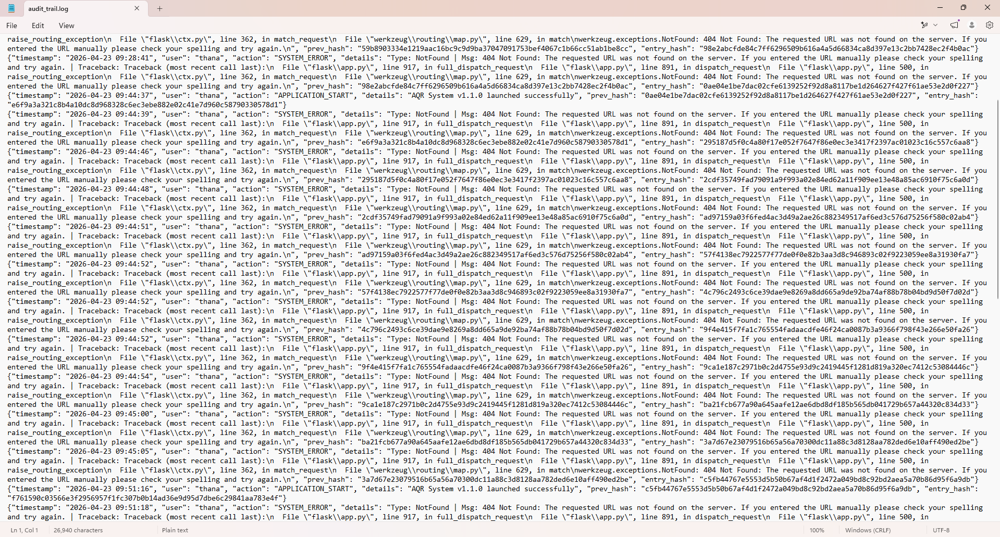 audit_trail.log
File Edit View
raise_routing_exception\n  File \"flask\\ctx.py\", line 362, in match_request\n  File \"werkzeug\\routing\\map.py\", line 629, in match\nwerkzeug.exceptions.NotFound: 404 Not Found: The requested URL was not found on the server. If you
entered the URL manually please check your spelling and try again.\n", "prev_hash": "59b8903334e1219aac16bc9c9d9ba37047091753bef4067c1b66cc51ab1be8cc", "entry_hash": "98e2abcfde84c7ff6296509b616a4a5d66834ca8d397e13c2bb7428ec2f4b0ac"}
{"timestamp": "2026-04-23 09:28:41", "user": "thana", "action": "SYSTEM_ERROR", "details": "Type: NotFound | Msg: 404 Not Found: The requested URL was not found on the server. If you entered the URL manually please check your spelling
and try again. | Traceback: Traceback (most recent call last):\n  File \"flask\\app.py\", line 917, in full_dispatch_request\n  File \"flask\\app.py\", line 891, in dispatch_request\n  File \"flask\\app.py\", line 500, in
raise_routing_exception\n  File \"flask\\ctx.py\", line 362, in match_request\n  File \"werkzeug\\routing\\map.py\", line 629, in match\nwerkzeug.exceptions.NotFound: 404 Not Found: The requested URL was not found on the server. If you
entered the URL manually please check your spelling and try again.\n", "prev_hash": "98e2abcfde84c7ff6296509b616a4a5d66834ca8d397e13c2bb7428ec2f4b0ac", "entry_hash": "0ae04e1be7dac02cfe6139252f92d8a8117be1d264627f427f61ae53e2d0f227"}
{"timestamp": "2026-04-23 09:44:37", "user": "thana", "action": "APPLICATION_START", "details": "AQR System v1.1.0 launched successfully", "prev_hash": "0ae04e1be7dac02cfe6139252f92d8a8117be1d264627f427f61ae53e2d0f227", "entry_hash":
"e6f9a3a321c8b4a10dc8d968328c6ec3ebe882e02c41e7d960c58790330578d1"}
{"timestamp": "2026-04-23 09:44:39", "user": "thana", "action": "SYSTEM_ERROR", "details": "Type: NotFound | Msg: 404 Not Found: The requested URL was not found on the server. If you entered the URL manually please check your spelling
and try again. | Traceback: Traceback (most recent call last):\n  File \"flask\\app.py\", line 917, in full_dispatch_request\n  File \"flask\\app.py\", line 891, in dispatch_request\n  File \"flask\\app.py\", line 500, in
raise_routing_exception\n  File \"flask\\ctx.py\", line 362, in match_request\n  File \"werkzeug\\routing\\map.py\", line 629, in match\nwerkzeug.exceptions.NotFound: 404 Not Found: The requested URL was not found on the server. If you
entered the URL manually please check your spelling and try again.\n", "prev_hash": "e6f9a3a321c8b4a10dc8d968328c6ec3ebe882e02c41e7d960c58790330578d1", "entry_hash": "295187d5f0c4a80f17e052f7647f86e0ec3e3417f2397ac01023c16c557c6aa8"}
{"timestamp": "2026-04-23 09:44:46", "user": "thana", "action": "SYSTEM_ERROR", "details": "Type: NotFound | Msg: 404 Not Found: The requested URL was not found on the server. If you entered the URL manually please check your spelling
and try again. | Traceback: Traceback (most recent call last):\n  File \"flask\\app.py\", line 917, in full_dispatch_request\n  File \"flask\\app.py\", line 891, in dispatch_request\n  File \"flask\\app.py\", line 500, in
raise_routing_exception\n  File \"flask\\ctx.py\", line 362, in match_request\n  File \"werkzeug\\routing\\map.py\", line 629, in match\nwerkzeug.exceptions.NotFound: 404 Not Found: The requested URL was not found on the server. If you
entered the URL manually please check your spelling and try again.\n", "prev_hash": "295187d5f0c4a80f17e052f7647f86e0ec3e3417f2397ac01023c16c557c6aa8", "entry_hash": "2cdf35749fad79091a9f993a02e84ed62a11f909ee13e48a85ac6910f75c6a0d"}
{"timestamp": "2026-04-23 09:44:48", "user": "thana", "action": "SYSTEM_ERROR", "details": "Type: NotFound | Msg: 404 Not Found: The requested URL was not found on the server. If you entered the URL manually please check your spelling
and try again. | Traceback: Traceback (most recent call last):\n  File \"flask\\app.py\", line 917, in full_dispatch_request\n  File \"flask\\app.py\", line 891, in dispatch_request\n  File \"flask\\app.py\", line 500, in
raise_routing_exception\n  File \"flask\\ctx.py\", line 362, in match_request\n  File \"werkzeug\\routing\\map.py\", line 629, in match\nwerkzeug.exceptions.NotFound: 404 Not Found: The requested URL was not found on the server. If you
entered the URL manually please check your spelling and try again.\n", "prev_hash": "2cdf35749fad79091a9f993a02e84ed62a11f909ee13e48a85ac6910f75c6a0d", "entry_hash": "ad97159a03f6fed4ac3d49a2ae26c882349517af6ed3c576d75256f580c02ab4"}
{"timestamp": "2026-04-23 09:44:51", "user": "thana", "action": "SYSTEM_ERROR", "details": "Type: NotFound | Msg: 404 Not Found: The requested URL was not found on the server. If you entered the URL manually please check your spelling
and try again. | Traceback: Traceback (most recent call last):\n  File \"flask\\app.py\", line 917, in full_dispatch_request\n  File \"flask\\app.py\", line 891, in dispatch_request\n  File \"flask\\app.py\", line 500, in
raise_routing_exception\n  File \"flask\\ctx.py\", line 362, in match_request\n  File \"werkzeug\\routing\\map.py\", line 629, in match\nwerkzeug.exceptions.NotFound: 404 Not Found: The requested URL was not found on the server. If you
entered the URL manually please check your spelling and try again.\n", "prev_hash": "ad97159a03f6fed4ac3d49a2ae26c882349517af6ed3c576d75256f580c02ab4", "entry_hash": "57f4138ec7922577f77de0f0e82b3aa3d8c946893c02f9223059ee8a31930fa7"}
{"timestamp": "2026-04-23 09:44:52", "user": "thana", "action": "SYSTEM_ERROR", "details": "Type: NotFound | Msg: 404 Not Found: The requested URL was not found on the server. If you entered the URL manually please check your spelling
and try again. | Traceback: Traceback (most recent call last):\n  File \"flask\\app.py\", line 917, in full_dispatch_request\n  File \"flask\\app.py\", line 891, in dispatch_request\n  File \"flask\\app.py\", line 500, in
raise_routing_exception\n  File \"flask\\ctx.py\", line 362, in match_request\n  File \"werkzeug\\routing\\map.py\", line 629, in match\nwerkzeug.exceptions.NotFound: 404 Not Found: The requested URL was not found on the server. If you
entered the URL manually please check your spelling and try again.\n", "prev_hash": "57f4138ec7922577f77de0f0e82b3aa3d8c946893c02f9223059ee8a31930fa7", "entry_hash": "4c796c2493c6ce39dae9e8269a8dd665a9de92ba74af88b78b04bd9d50f7d02d"}
{"timestamp": "2026-04-23 09:44:52", "user": "thana", "action": "SYSTEM_ERROR", "details": "Type: NotFound | Msg: 404 Not Found: The requested URL was not found on the server. If you entered the URL manually please check your spelling
and try again. | Traceback: Traceback (most recent call last):\n  File \"flask\\app.py\", line 917, in full_dispatch_request\n  File \"flask\\app.py\", line 891, in dispatch_request\n  File \"flask\\app.py\", line 500, in
raise_routing_exception\n  File \"flask\\ctx.py\", line 362, in match_request\n  File \"werkzeug\\routing\\map.py\", line 629, in match\nwerkzeug.exceptions.NotFound: 404 Not Found: The requested URL was not found on the server. If you
entered the URL manually please check your spelling and try again.\n", "prev_hash": "4c796c2493c6ce39dae9e8269a8dd665a9de92ba74af88b78b04bd9d50f7d02d", "entry_hash": "9f4e415f7fa1c765554fadaacdfe46f24ca0087b3a9366f798f43e266e50fa26"}
{"timestamp": "2026-04-23 09:44:52", "user": "thana", "action": "SYSTEM_ERROR", "details": "Type: NotFound | Msg: 404 Not Found: The requested URL was not found on the server. If you entered the URL manually please check your spelling
and try again. | Traceback: Traceback (most recent call last):\n  File \"flask\\app.py\", line 917, in full_dispatch_request\n  File \"flask\\app.py\", line 891, in dispatch_request\n  File \"flask\\app.py\", line 500, in
raise_routing_exception\n  File \"flask\\ctx.py\", line 362, in match_request\n  File \"werkzeug\\routing\\map.py\", line 629, in match\nwerkzeug.exceptions.NotFound: 404 Not Found: The requested URL was not found on the server. If you
entered the URL manually please check your spelling and try again.\n", "prev_hash": "9f4e415f7fa1c765554fadaacdfe46f24ca0087b3a9366f798f43e266e50fa26", "entry_hash": "9ca1e187c2971b0c2d4755e93d9c2419445f1281d819a320ec7412c53084446c"}
{"timestamp": "2026-04-23 09:44:54", "user": "thana", "action": "SYSTEM_ERROR", "details": "Type: NotFound | Msg: 404 Not Found: The requested URL was not found on the server. If you entered the URL manually please check your spelling
and try again. | Traceback: Traceback (most recent call last):\n  File \"flask\\app.py\", line 917, in full_dispatch_request\n  File \"flask\\app.py\", line 891, in dispatch_request\n  File \"flask\\app.py\", line 500, in
raise_routing_exception\n  File \"flask\\ctx.py\", line 362, in match_request\n  File \"werkzeug\\routing\\map.py\", line 629, in match\nwerkzeug.exceptions.NotFound: 404 Not Found: The requested URL was not found on the server. If you
entered the URL manually please check your spelling and try again.\n", "prev_hash": "9ca1e187c2971b0c2d4755e93d9c2419445f1281d819a320ec7412c53084446c", "entry_hash": "ba21fcb677a90a645aafe12ae6dbd8df185b565db041729b657a44320c834d33"}
{"timestamp": "2026-04-23 09:45:00", "user": "thana", "action": "SYSTEM_ERROR", "details": "Type: NotFound | Msg: 404 Not Found: The requested URL was not found on the server. If you entered the URL manually please check your spelling
and try again. | Traceback: Traceback (most recent call last):\n  File \"flask\\app.py\", line 917, in full_dispatch_request\n  File \"flask\\app.py\", line 891, in dispatch_request\n  File \"flask\\app.py\", line 500, in
raise_routing_exception\n  File \"flask\\ctx.py\", line 362, in match_request\n  File \"werkzeug\\routing\\map.py\", line 629, in match\nwerkzeug.exceptions.NotFound: 404 Not Found: The requested URL was not found on the server. If you
entered the URL manually please check your spelling and try again.\n", "prev_hash": "ba21fcb677a90a645aafe12ae6dbd8df185b565db041729b657a44320c834d33", "entry_hash": "3a7d67e23079516b65a56a70300dc11a88c3d8128aa782ded6e10aff490ed2be"}
{"timestamp": "2026-04-23 09:45:05", "user": "thana", "action": "SYSTEM_ERROR", "details": "Type: NotFound | Msg: 404 Not Found: The requested URL was not found on the server. If you entered the URL manually please check your spelling
and try again. | Traceback: Traceback (most recent call last):\n  File \"flask\\app.py\", line 917, in full_dispatch_request\n  File \"flask\\app.py\", line 891, in dispatch_request\n  File \"flask\\app.py\", line 500, in
raise_routing_exception\n  File \"flask\\ctx.py\", line 362, in match_request\n  File \"werkzeug\\routing\\map.py\", line 629, in match\nwerkzeug.exceptions.NotFound: 404 Not Found: The requested URL was not found on the server. If you
entered the URL manually please check your spelling and try again.\n", "prev_hash": "3a7d67e23079516b65a56a70300dc11a88c3d8128aa782ded6e10aff490ed2be", "entry_hash": "c5fb44767e5553d5b50b67af4d1f2472a049bd8c92bd2aea5a70b86d95f6a9db"}
{"timestamp": "2026-04-23 09:51:16", "user": "thana", "action": "APPLICATION_START", "details": "AQR System v1.1.0 launched successfully", "prev_hash": "c5fb44767e5553d5b50b67af4d1f2472a049bd8c92bd2aea5a70b86d95f6a9db", "entry_hash":
"f761590c03566e3f2956957f1fc307b0b14ad36e9d95d7dbe6c29841aa783e4f"}
{"timestamp": "2026-04-23 09:51:18", "user": "thana", "action": "SYSTEM_ERROR", "details": "Type: NotFound | Msg: 404 Not Found: The requested URL was not found on the server. If you entered the URL manually please check your spelling
and try again. | Traceback: Traceback (most recent call last):\n  File \"flask\\app.py\", line 917, in full_dispatch_request\n  File \"flask\\app.py\", line 891, in dispatch_request\n  File \"flask\\app.py\", line 500, in
Ln 1, Col 1 26,940 characters Plain text 100% Windows (CRLF) UTF-8